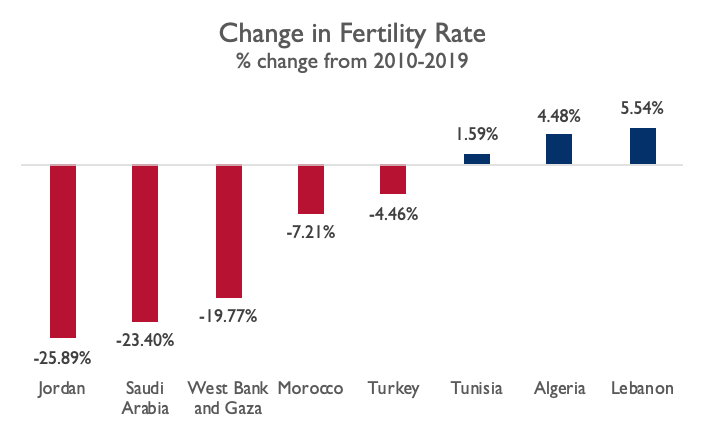 Change in Fertility Rate
% change from 2010-2019
5.54%
4.48%
1.59%
-4.46%
-7.21%
-19.77%
-23.40%
-25.89%
Jordan Saudi West Bank Morocco Turkey Tunisia Algeria Lebanon
Arabia and Gaza